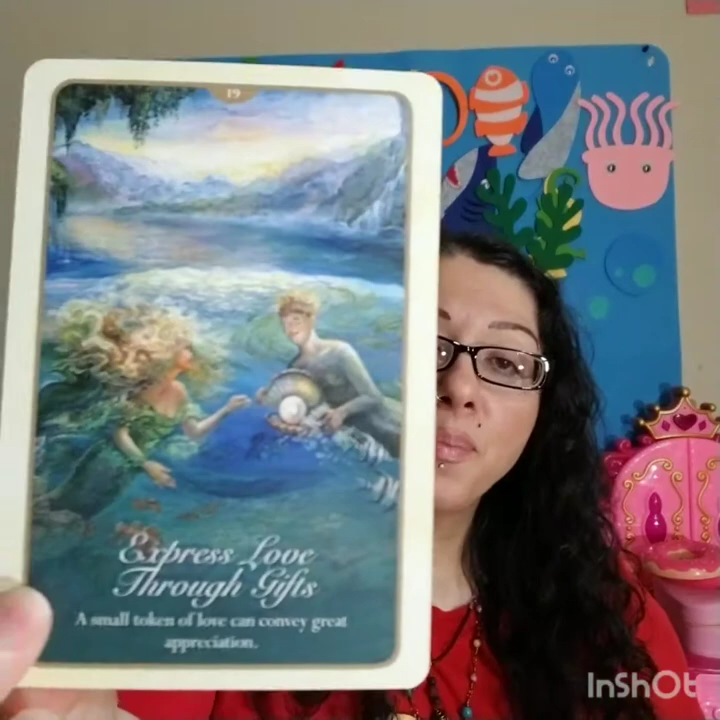 19
Express Love
Through Gifts
A small token of love can convey great
appreciation.
InShOt